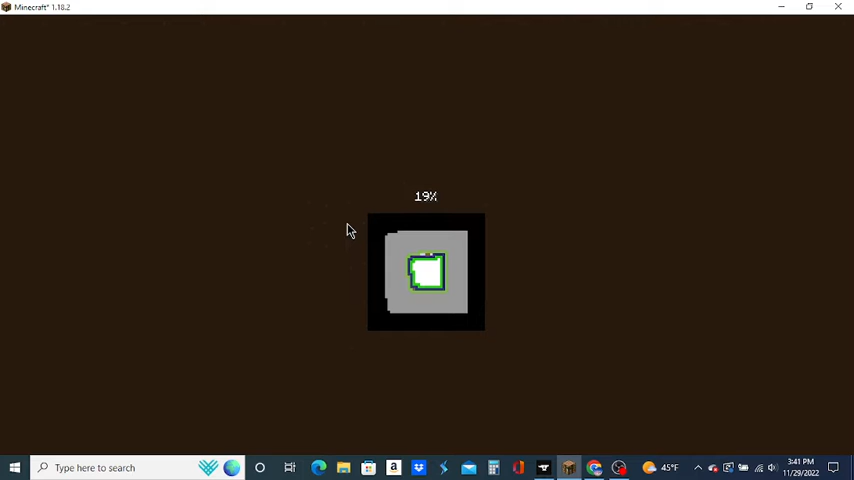 Minecraft* 1.18.2
19%
Type here to search
45°F
3:41 PM
11/29/2022